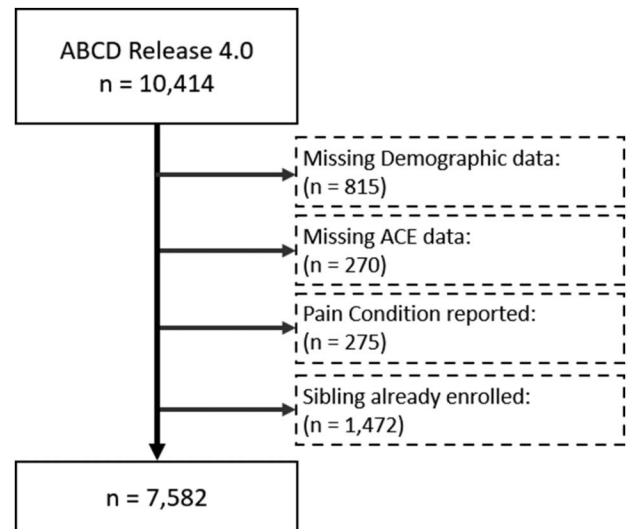 ABCD Release 4.0
n = 10,414
Missing Demographic data:
(n = 815)
Missing ACE data:
(n = 270)
Pain Condition reported:
(n = 275)
Sibling already enrolled:
(n = 1,472)
n = 7,582